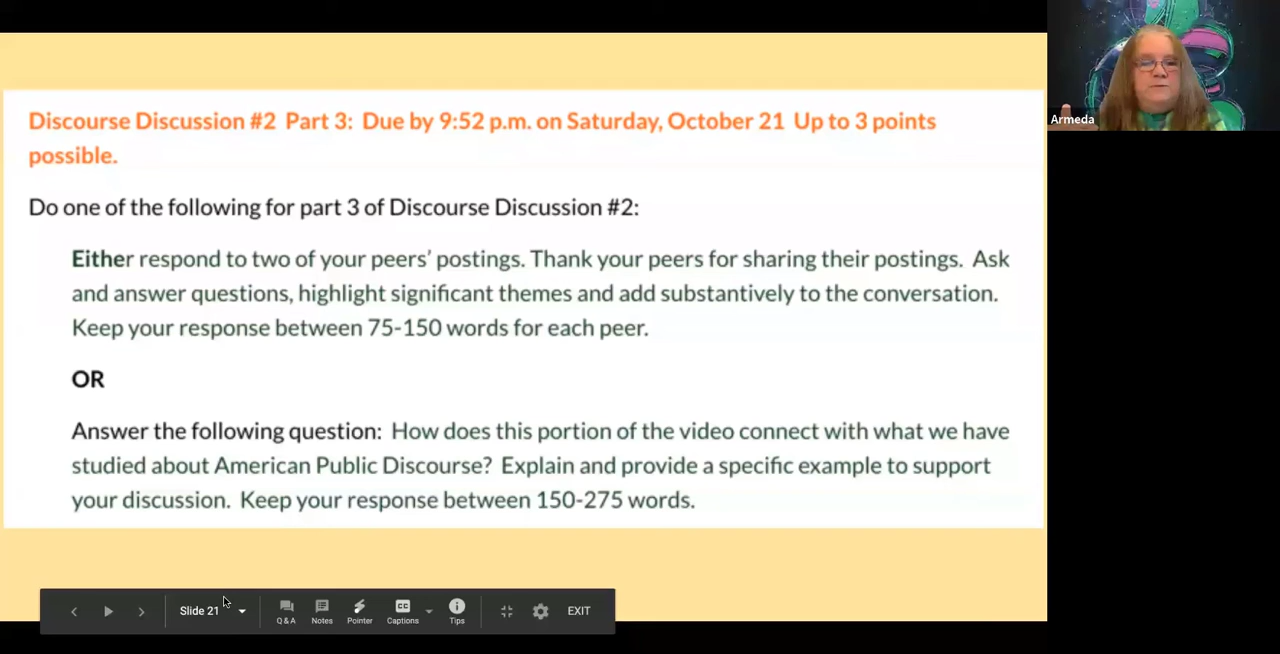 Discourse Discussion #2 Part 3: Due by 9:52 p.m. on Saturday, October 21 Up to 3 points
possible.
Do one of the following for part 3 of Discourse Discussion #2:
Either respond to two of your peers’ postings. Thank your peers for sharing their postings. Ask
and answer questions, highlight significant themes and add substantively to the conversation.
Keep your response between 75-150 words for each peer.
OR
Answer the following question: How does this portion of the video connect with what we have
studied about American Public Discourse? Explain and provide a specific example to support
your discussion. Keep your response between 150-275 words.
Armeda
Slide 21
CC
Q&A
Notes
Pointer
Captions
Tips
EXIT